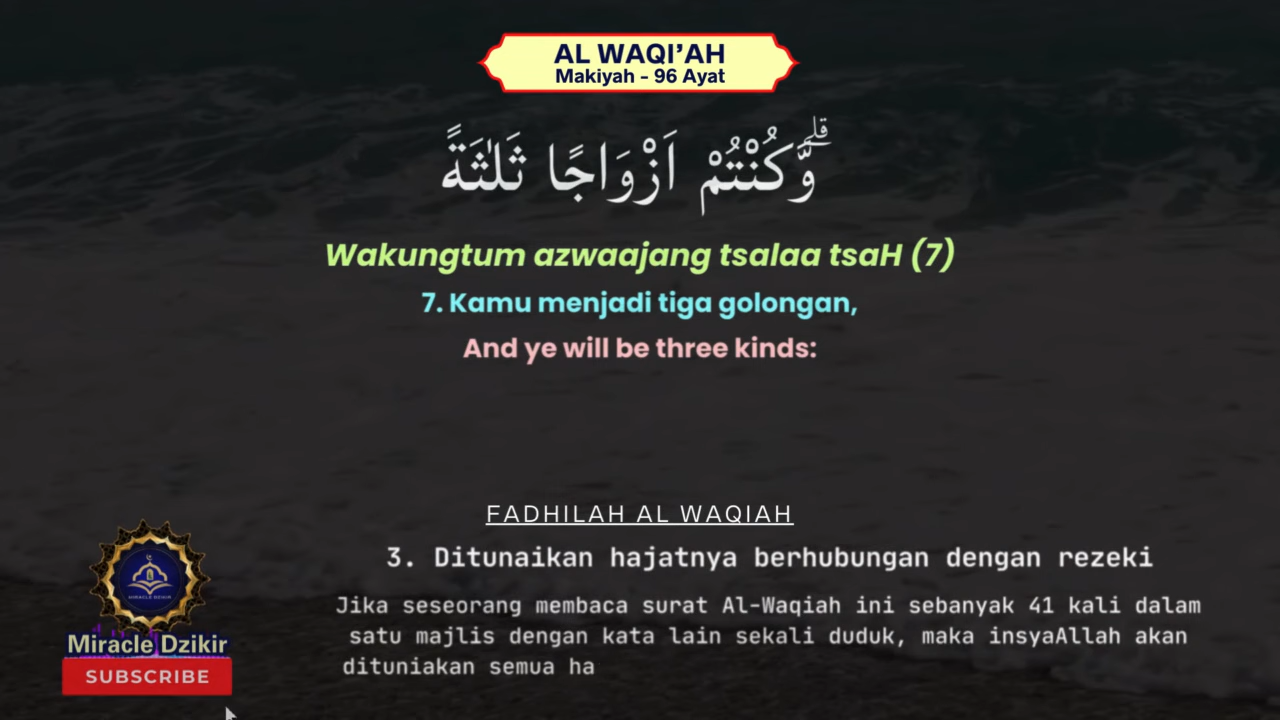 AL WAQI’AH
Makiyah - 96 Ayat
وَّكُنْتُمْ اَزْوَاجًا ثَلٰثَةًۗ
Wakungtum azwaajang tsalaa tsaH (7)
7. Kamu menjadi tiga golongan,
And ye will be three kinds:
FADHILAH AL WAQIAH
3. Ditunaikan hajatnya berhubungan dengan rezeki
Jika seseorang membaca surat Al-Waqiah ini sebanyak 41 kali dalam
satu majlis dengan kata lain sekali duduk, maka insyaAllah akan
dituniakan semua ha
MIRACLE DZIKIR
Miracle Dzikir
SUBSCRIBE